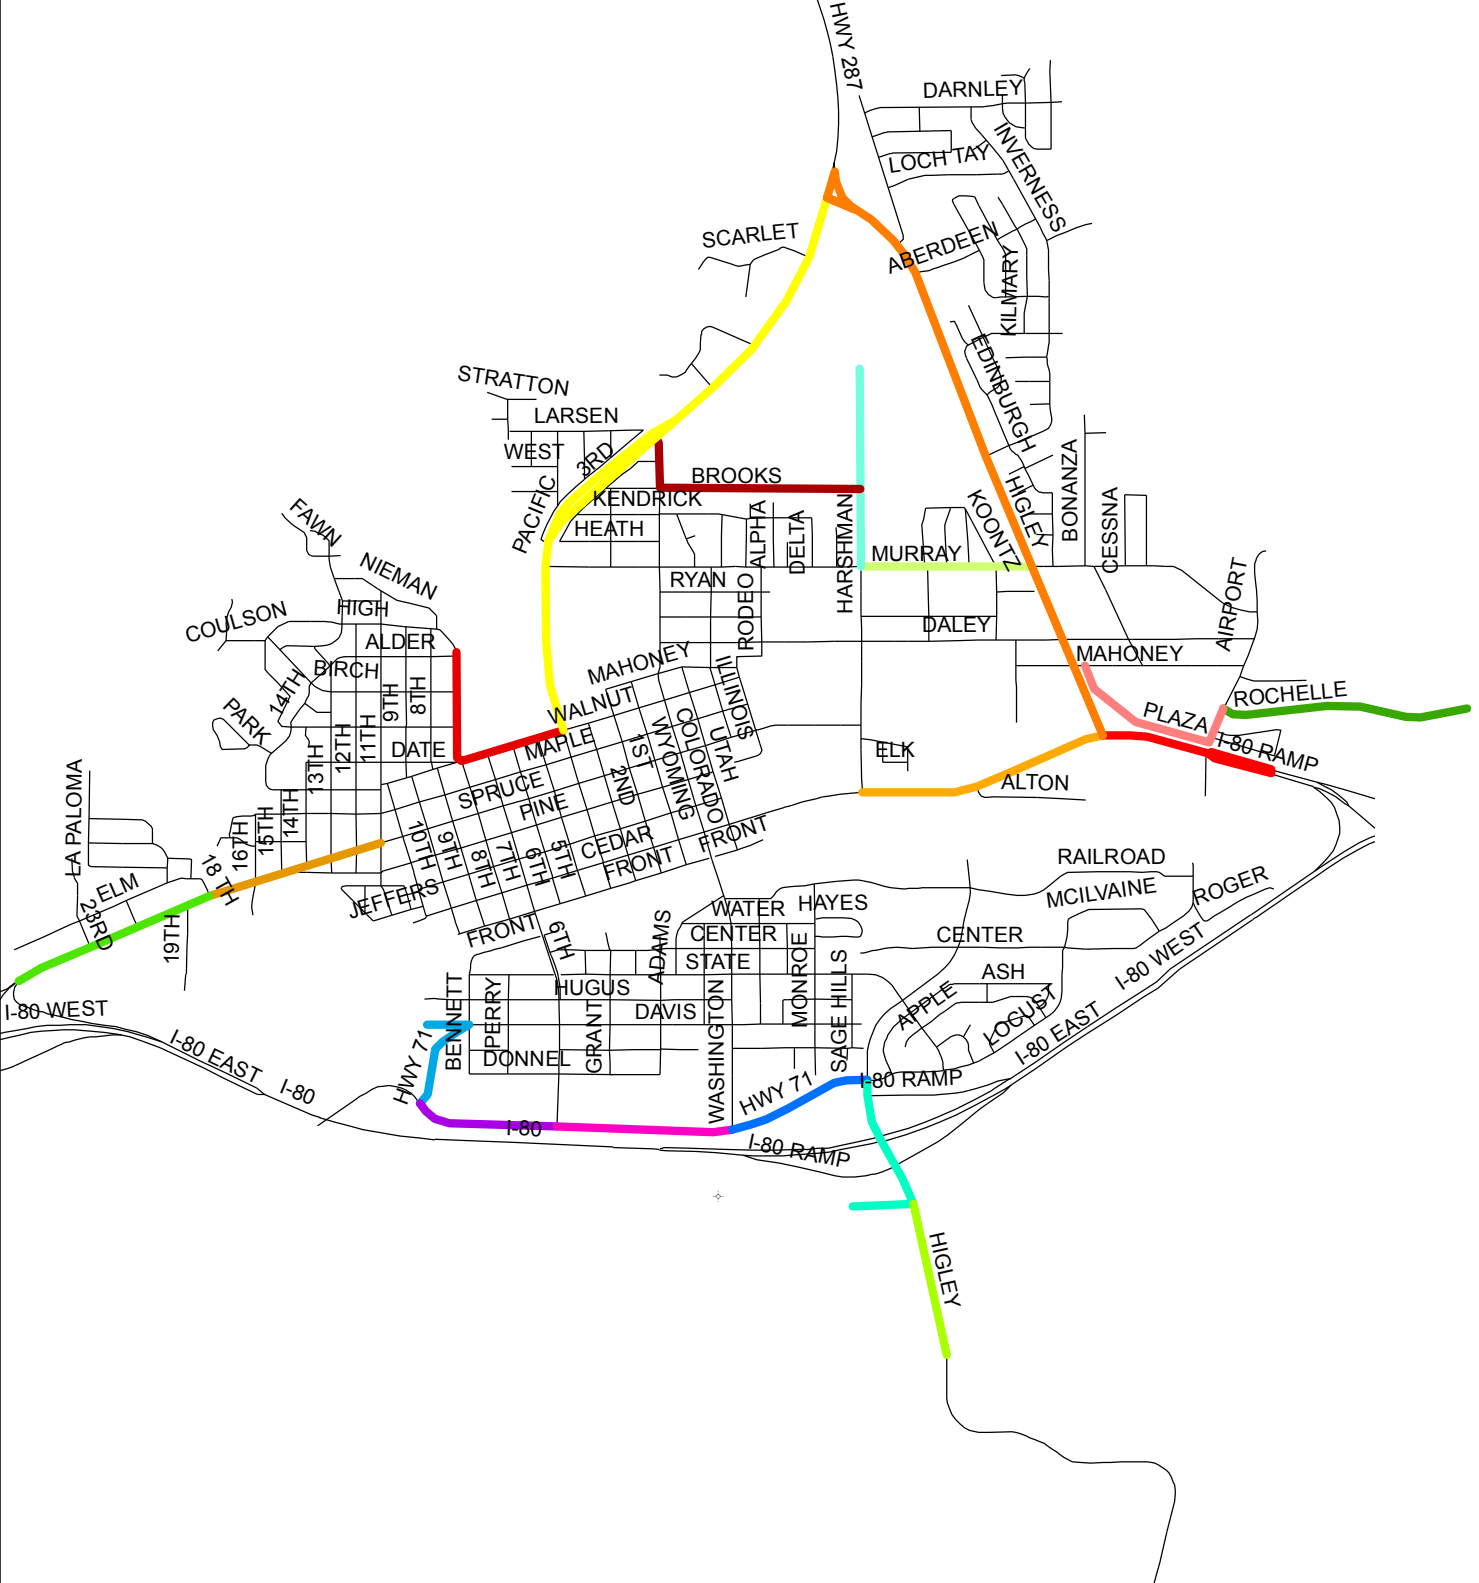 HWY 287
DARNLEY
INVERNESS
LOCH TAY
SCARLET
ABERDEEN
KILMARY
EDINBURGH
STRATTON
LARSEN
WEST
3RD
BROOKS
KENDRICK
PACIFIC
HEATH
ALPHA
DELTA
HARSHMAN
KOONTZ
HIGLEY
BONANZA
CESSNA
MURRAY
FAWN
NIEMAN
RYAN
RODEO
AIRPORT
HIGH
COULSON
ALDER
DALEY
BIRCH
MAHONEY
ILLINOIS
MAHONEY
14TH
9TH
8TH
ROCHELLE
PARK
WALNUT
PLAZA
12TH
11TH
DATE
MAPLE
1ST
WYOMING
COLORADO
UTAH
ELK
I-80 RAMP
13TH
SPRUCE
PINE
2ND
ALTON
LA PALOMA
16TH
15TH
14TH
10TH
9TH
8TH
7TH
6TH
5TH
CEDAR
FRONT
FRONT
18 TH
ELM
23RD
JEFFERS
RAILROAD
MCILVAINE
ROGER
WATER
HAYES
19TH
FRONT
6TH
ADAMS
CENTER
CENTER
STATE
MONROE
SAGE HILLS
I-80 WEST
ASH
HUGUS
BENNETT
PERRY
GRANT
DAVIS
WASHINGTON
APPLE
LOCUST
I-80 WEST
I-80 EAST
I-80 EAST
HWY 71
DONNEL
I-80
HWY 71
I-80 RAMP
I-80
I-80 RAMP
HIGLEY